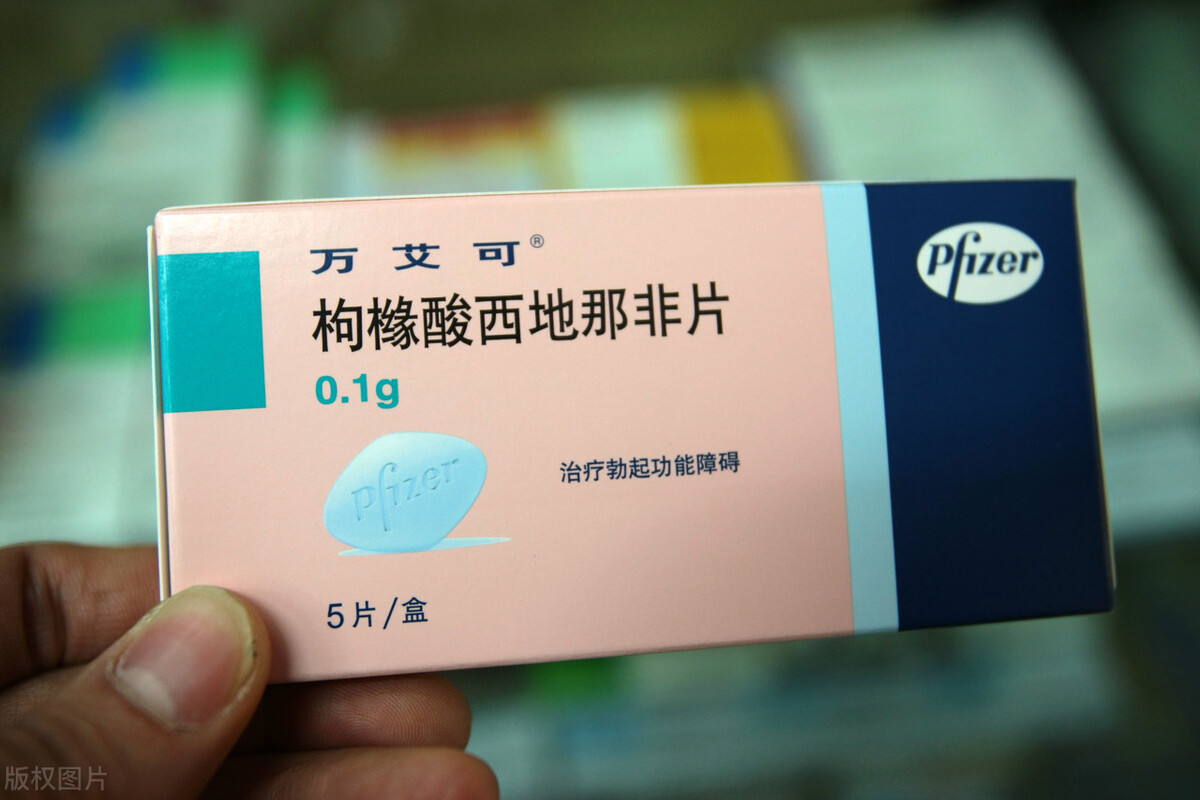 万艾可®
枸橼酸西地那非片
0.1g
Pfizer
治疗勃起功能障碍
5片/盒
Pfizer
版权图片